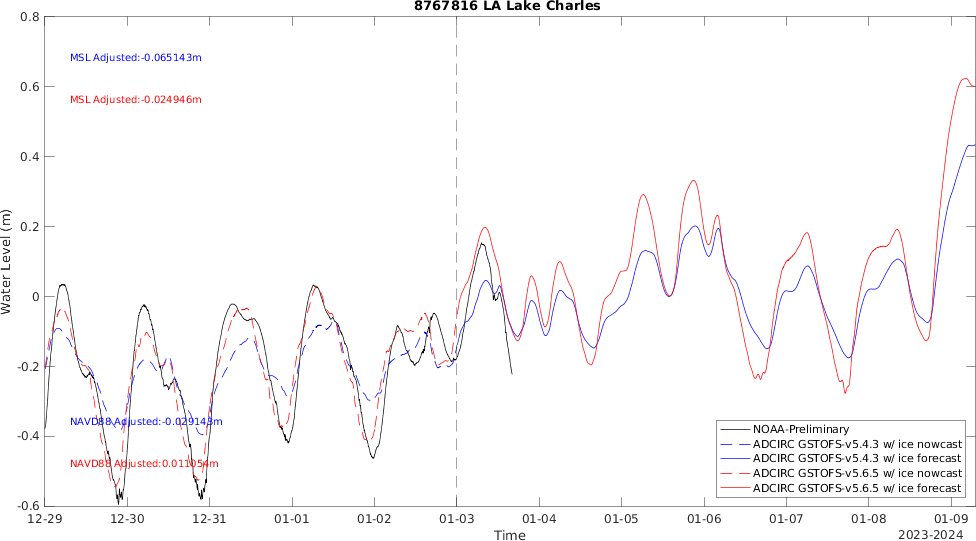 8767816 LA Lake Charles
0.8
0.6
0.4
0.2
0
-0.2
-0.4
-0.6
Water Level (m)
MSL Adjusted:-0.065143m
MSL Adjusted:-0.024946m
NAVD88 Adjusted:-0.029143m
NAVD88 Adjusted:0.011054m
NOAA-Preliminary
ADCIRC GSTOFS-v5.4.3 w/ ice nowcast
ADCIRC GSTOFS-v5.4.3 w/ ice forecast
ADCIRC GSTOFS-v5.6.5 w/ ice nowcast
ADCIRC GSTOFS-v5.6.5 w/ ice forecast
12-29 12-30 12-31 01-01 01-02 01-03 01-04 01-05 01-06 01-07 01-08 01-09
Time
2023-2024